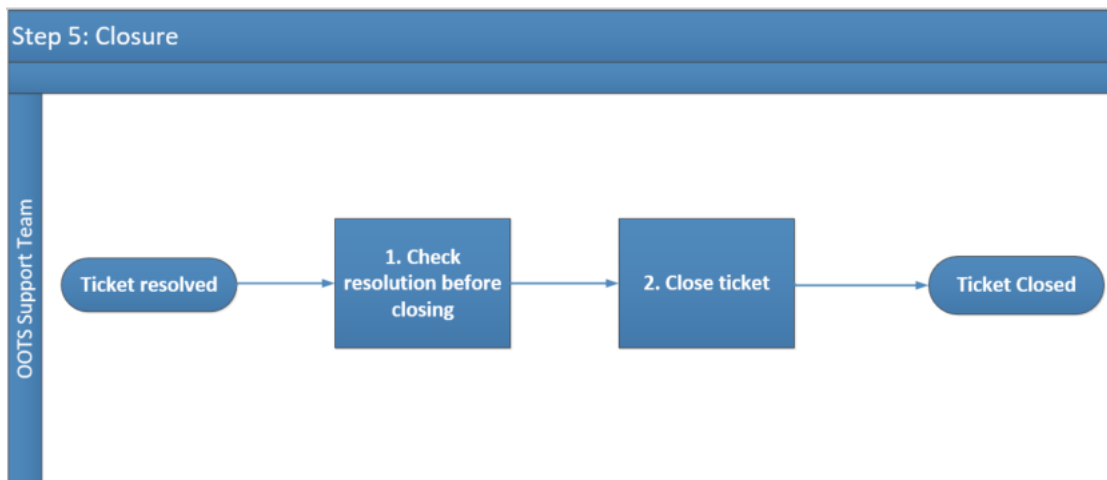 Step 5: Closure
OOTS Support Team
Ticket resolved
1. Check
resolution before
closing
2. Close ticket
Ticket Closed